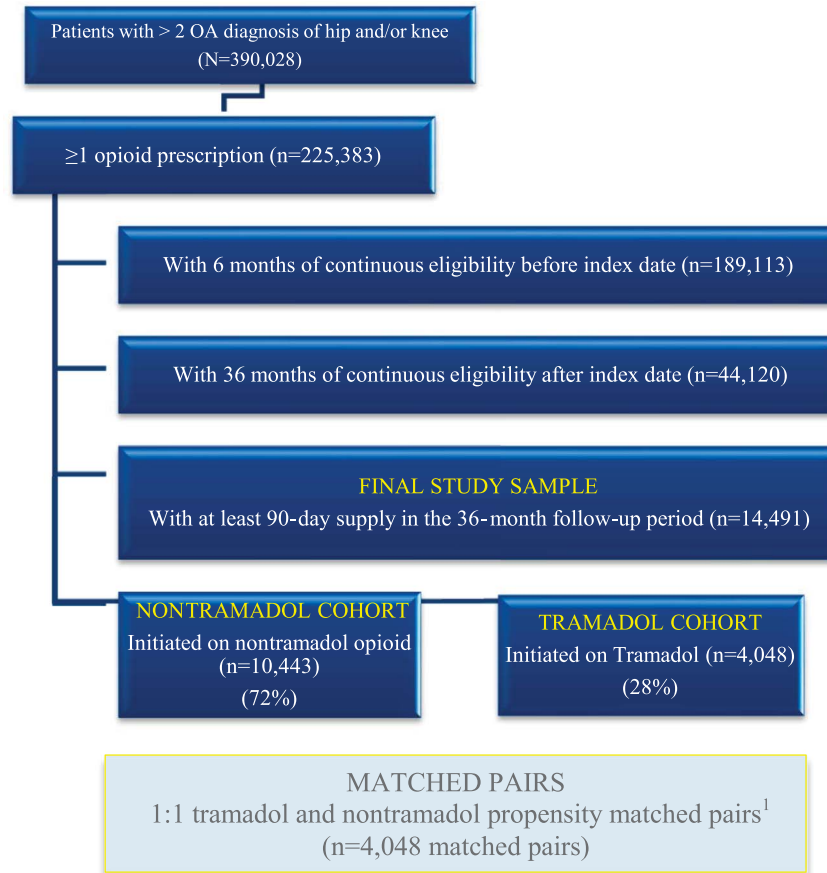 Patients with > 2 OA diagnosis of hip and/or knee
(N=390,028)
≥1 opioid prescription (n=225,383)
With 6 months of continuous eligibility before index date (n=189,113)
With 36 months of continuous eligibility after index date (n=44,120)
FINAL STUDY SAMPLE
With at least 90-day supply in the 36-month follow-up period (n=14,491)
NONTRAMADOL COHORT
Initiated on nontramadol opioid
(n=10,443)
(72%)
TRAMADOL COHORT
Initiated on Tramadol (n=4,048)
(28%)
MATCHED PAIRS
1:1 tramadol and nontramadol propensity matched pairs1
(n=4,048 matched pairs)